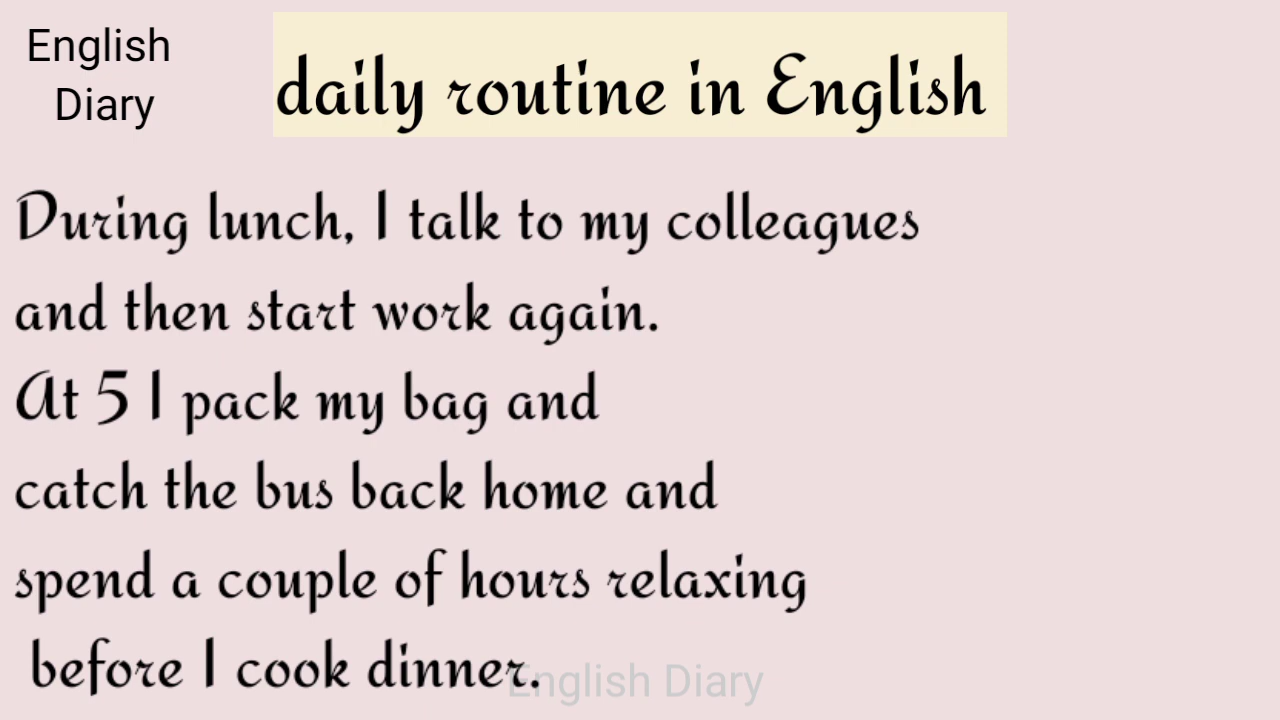 English
Diary
daily routine in English
During lunch, I talk to my colleagues
and then start work again.
At 5 I pack my bag and
catch the bus back home and
spend a couple of hours relaxing
before I cook dinner.
English Diary